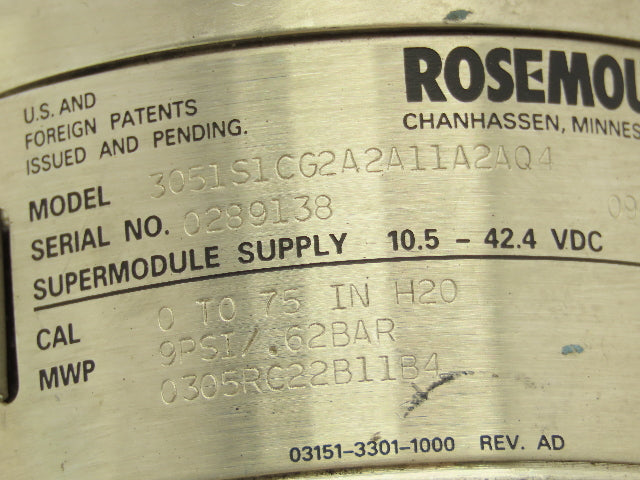 U.S. AND
FOREIGN PATENTS
ISSUED AND PENDING.
ROSEMOU
CHANHASSEN, MINNES
MODEL 3051S1CG2A2A11A2AQ4
SERIAL NO. 0289138 09
SUPERMODULE SUPPLY 10.5 - 42.4 VDC
CAL 0 TO 75 IN H2O
MWP 9PSI/.62BAR
0305RC22B11B4
03151-3301-1000 REV. AD